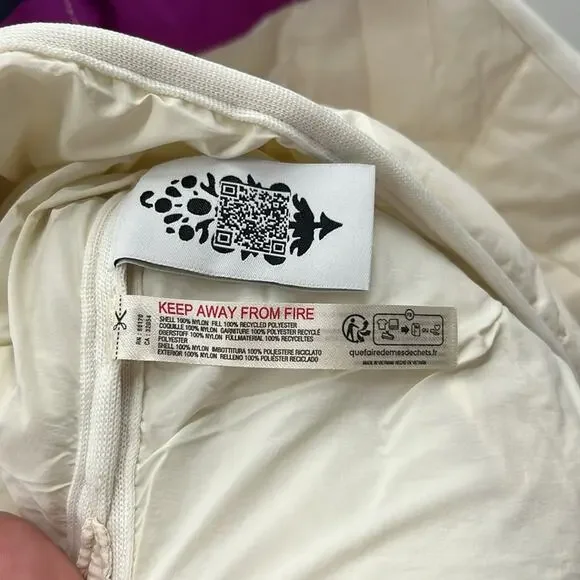 KEEP AWAY FROM FIRE
SHELL 100% NYLON FILL 100% RECYCLED POLYESTER
COQUILLE 100% NYLON GARNITURE 100% POLYESTER RECYCLÉ
OBERSTOFF 100% NYLON FÜLLMATERIAL 100% RECYCELTES
POLYESTER
SHELL 100% NYLON IMBOTTITURA 100% POLIESTERE RICICLATO
EXTERIOR 100% NYLON RELLENO 100% POLIÉSTER RECICLADO
FR
quefairedemesdechets.fr
MADE IN VIETNAM HECHO EN VIETNAM